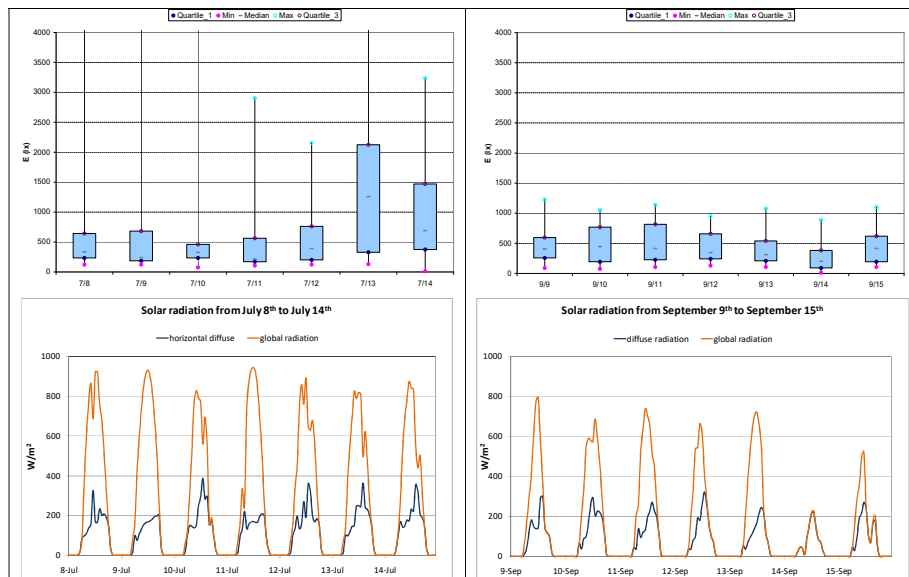 Quartile_1 Min Median Max Quartile_3
4000
3500
3000
2500
2000
1500
1000
500
0
E (lx)
7/8 7/9 7/10 7/11 7/12 7/13 7/14
Quartile_1 Min Median Max Quartile_3
4000
3500
3000
2500
2000
1500
1000
500
0
E (lx)
9/9 9/10 9/11 9/12 9/13 9/14 9/15
Solar radiation from July 8th to July 14th
horizontal diffuse global radiation
1000
800
600
400
200
0
W/m²
8-Jul 9-Jul 10-Jul 11-Jul 12-Jul 13-Jul 14-Jul
Solar radiation from September 9th to September 15th
diffuse radiation global radiation
1000
800
600
400
200
0
W/m²
9-Sep 10-Sep 11-Sep 12-Sep 13-Sep 14-Sep 15-Sep